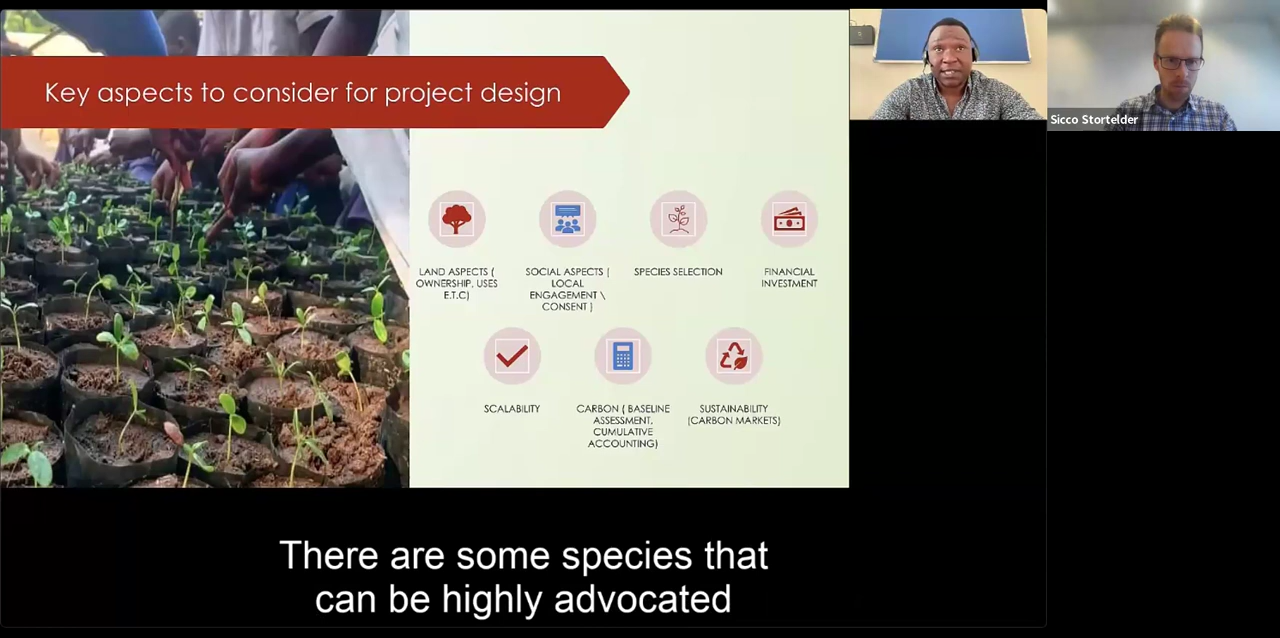 Key aspects to consider for project design
Sicco Stortelder
LAND ASPECTS (
OWNERSHIP, USES
E.T.C)
SOCIAL ASPECTS (
LOCAL
ENGAGEMENT \
CONSENT )
SPECIES SELECTION
FINANCIAL
INVESTMENT
SCALABILITY
CARBON ( BASELINE
ASSESSMENT,
CUMULATIVE
ACCOUNTING)
SUSTAINABILITY
(CARBON MARKETS)
There are some species that
can be highly advocated